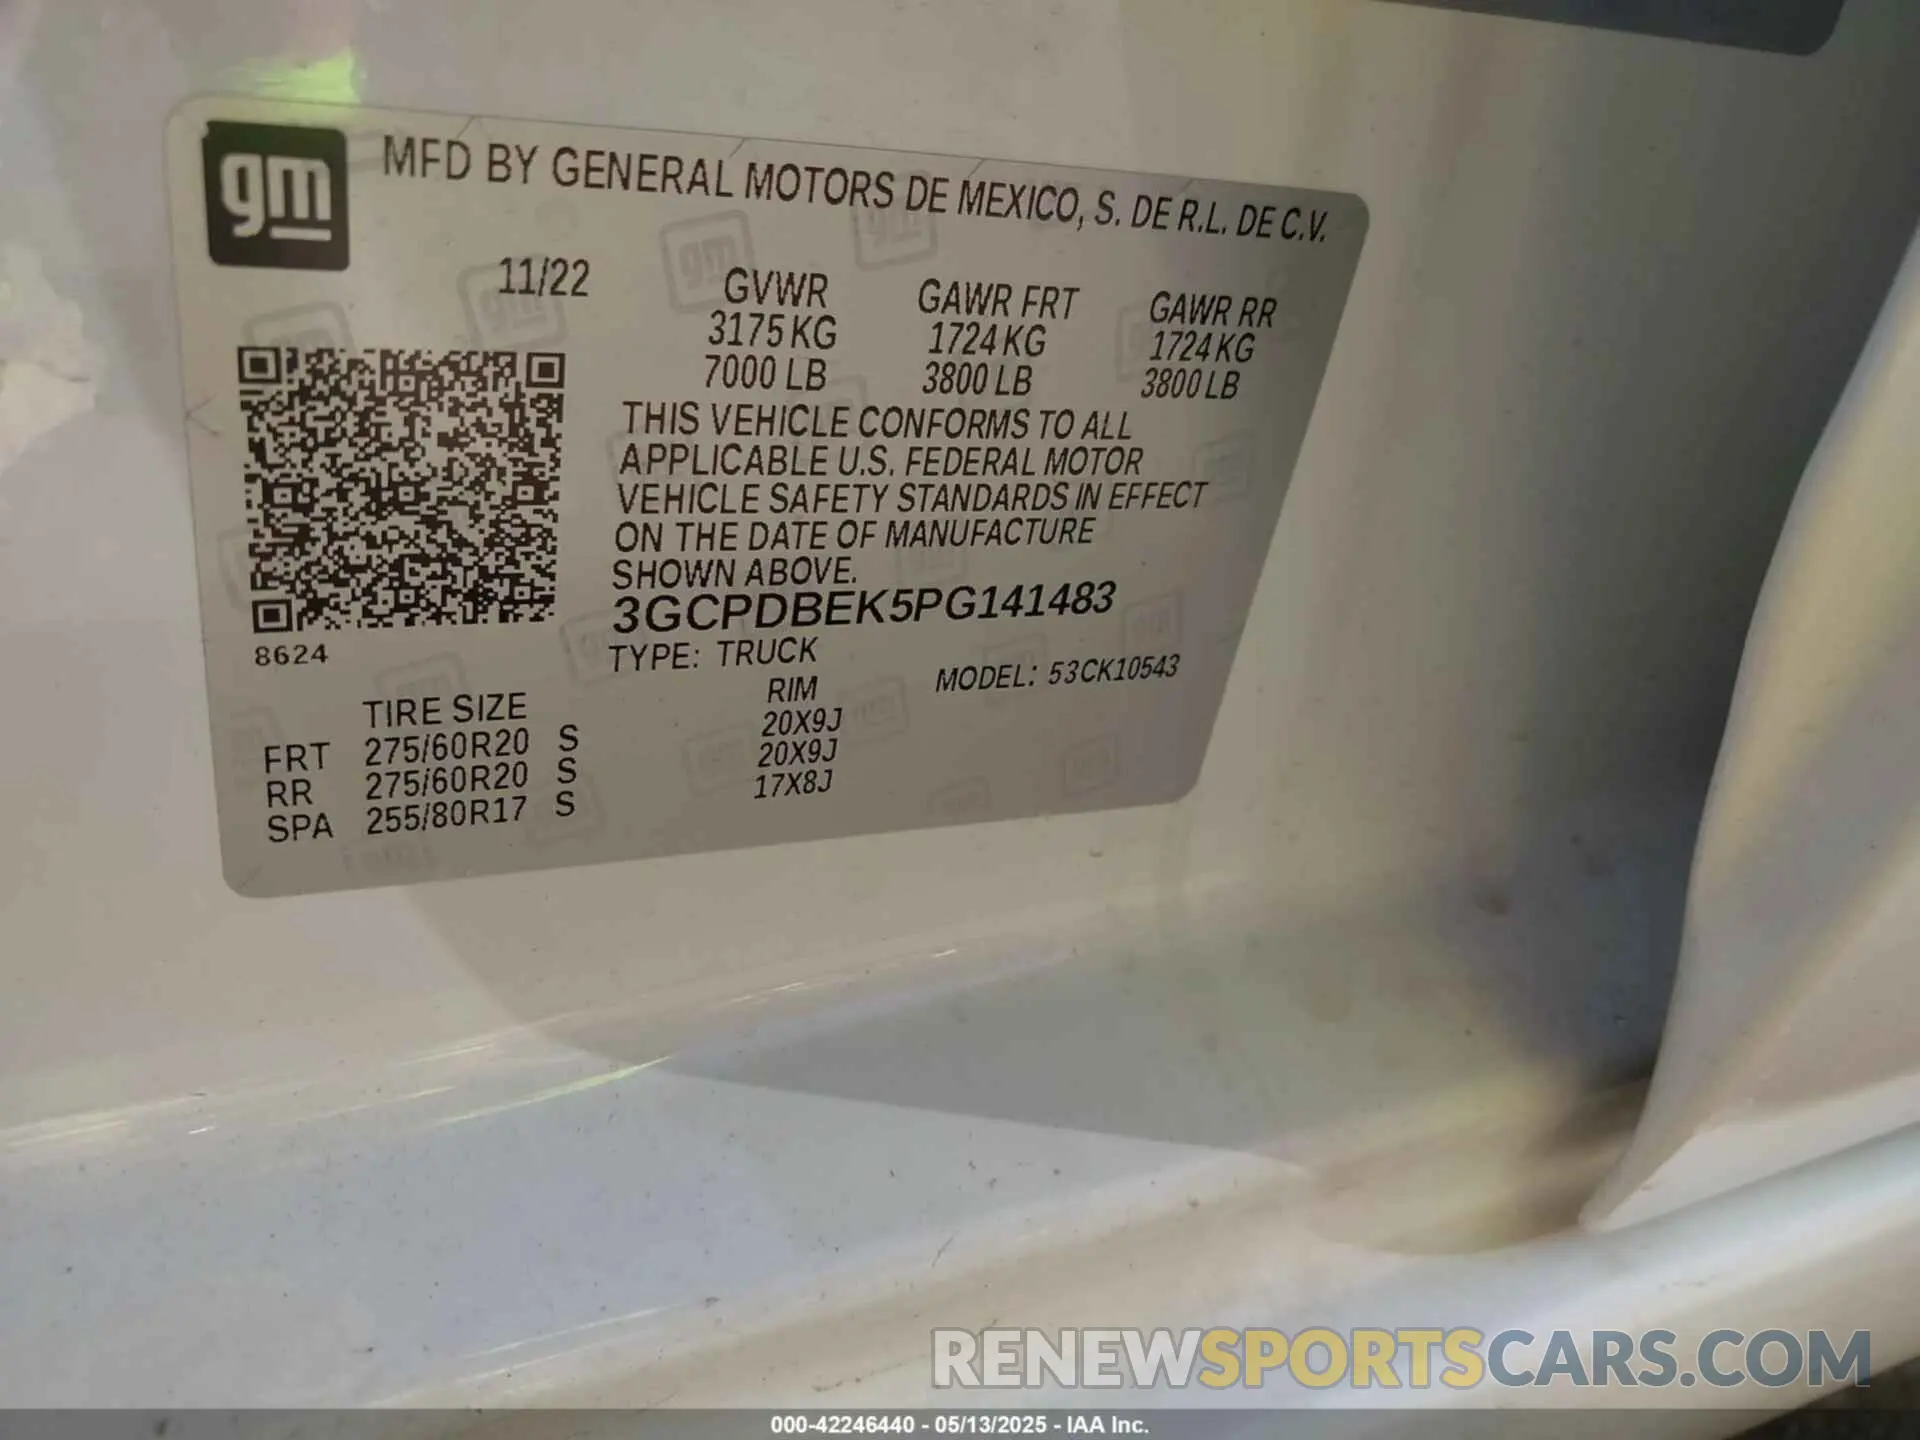 gm
MFD BY GENERAL MOTORS DE MEXICO, S. DE R.L. DE C.V.
11/22 GVWR GAWR FRT GAWR RR
3175 KG 1724 KG 1724 KG
7000 LB 3800 LB 3800 LB
THIS VEHICLE CONFORMS TO ALL
APPLICABLE U.S. FEDERAL MOTOR
VEHICLE SAFETY STANDARDS IN EFFECT
ON THE DATE OF MANUFACTURE
SHOWN ABOVE.
3GCPDBEK5PG141483
8624
TYPE: TRUCK MODEL: 53CK10543
TIRE SIZE RIM
FRT 275/60R20 S 20X9J
RR 275/60R20 S 20X9J
SPA 255/80R17 S 17X8J
RENEWSPORTSCARS.COM
000-42246440 - 05/13/2025 - IAA Inc.